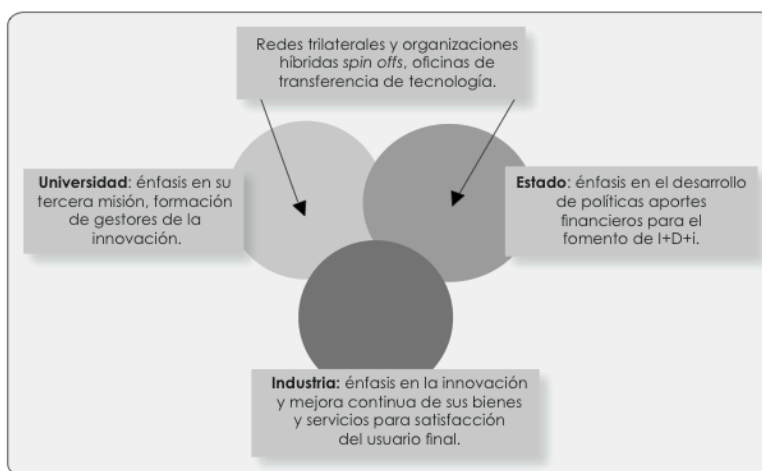 Redes trilaterales y organizaciones
híbridas spin offs, oficinas de
transferencia de tecnología.
Universidad: énfasis en su
tercera misión, formación
de gestores de la
innovación.
Estado: énfasis en el desarrollo
de políticas aportes
financieros para el
fomento de I+D+i.
Industria: énfasis en la innovación
y mejora continua de sus bienes
y servicios para satisfacción
del usuario final.